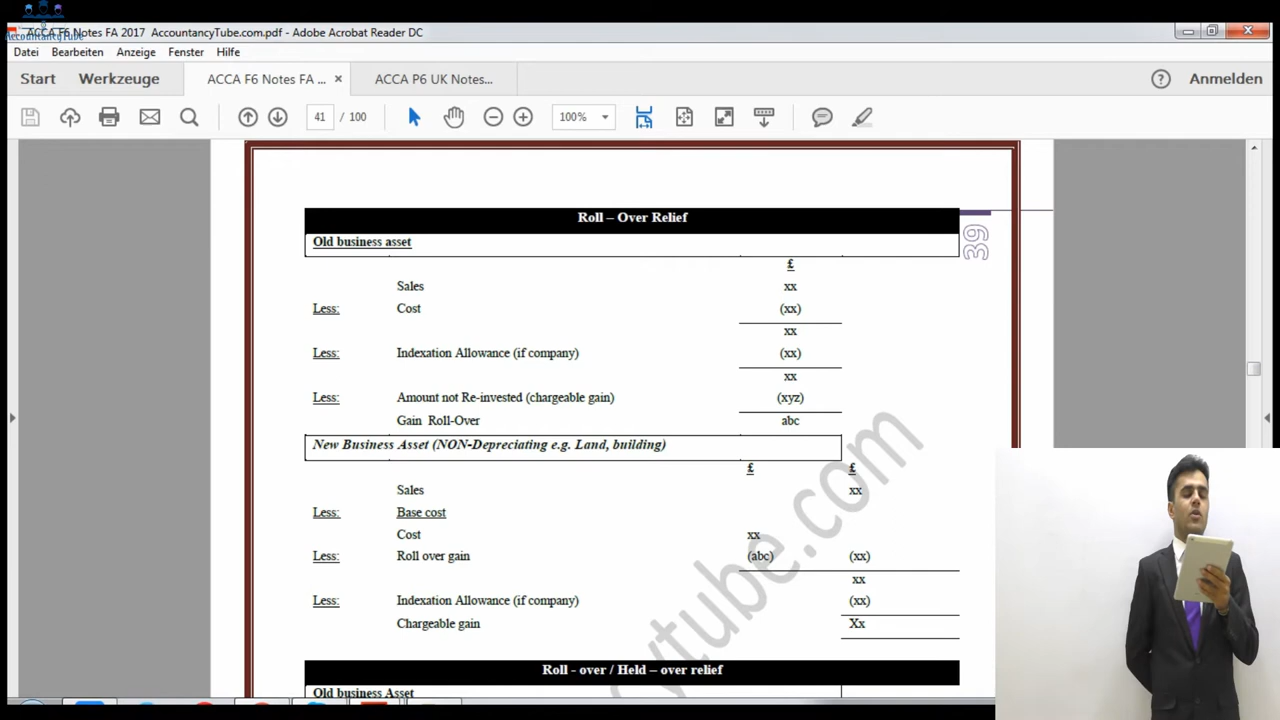 ACCA F6 Notes FA 2017 AccountancyTube.com.pdf - Adobe Acrobat Reader DC
AccountancyTube
Datei Bearbeiten Anzeige Fenster Hilfe
Start Werkzeuge ACCA F6 Notes FA ... × ACCA P6 UK Notes... ? Anmelden
41 / 100 100%
Roll – Over Relief
39
Old business asset
£
Sales xx
Less: Cost (xx)
xx
Less: Indexation Allowance (if company) (xx)
xx
Less: Amount not Re-invested (chargeable gain) (xyz)
Gain Roll-Over abc
New Business Asset (NON-Depreciating e.g. Land, building)
£ £
Sales xx
Less: Base cost
Cost xx
Less: Roll over gain (abc) (xx)
xx
Less: Indexation Allowance (if company) (xx)
Chargeable gain Xx
Roll - over / Held – over relief
Old business Asset
ytube.com